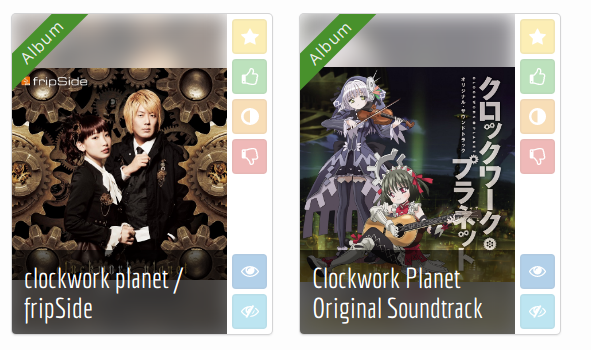 Album
fripSide
clockwork planet /
fripSide
Album
クロックワーク・プラネット
オリジナル・サウンドトラック
Clockwork Planet
Original Soundtrack